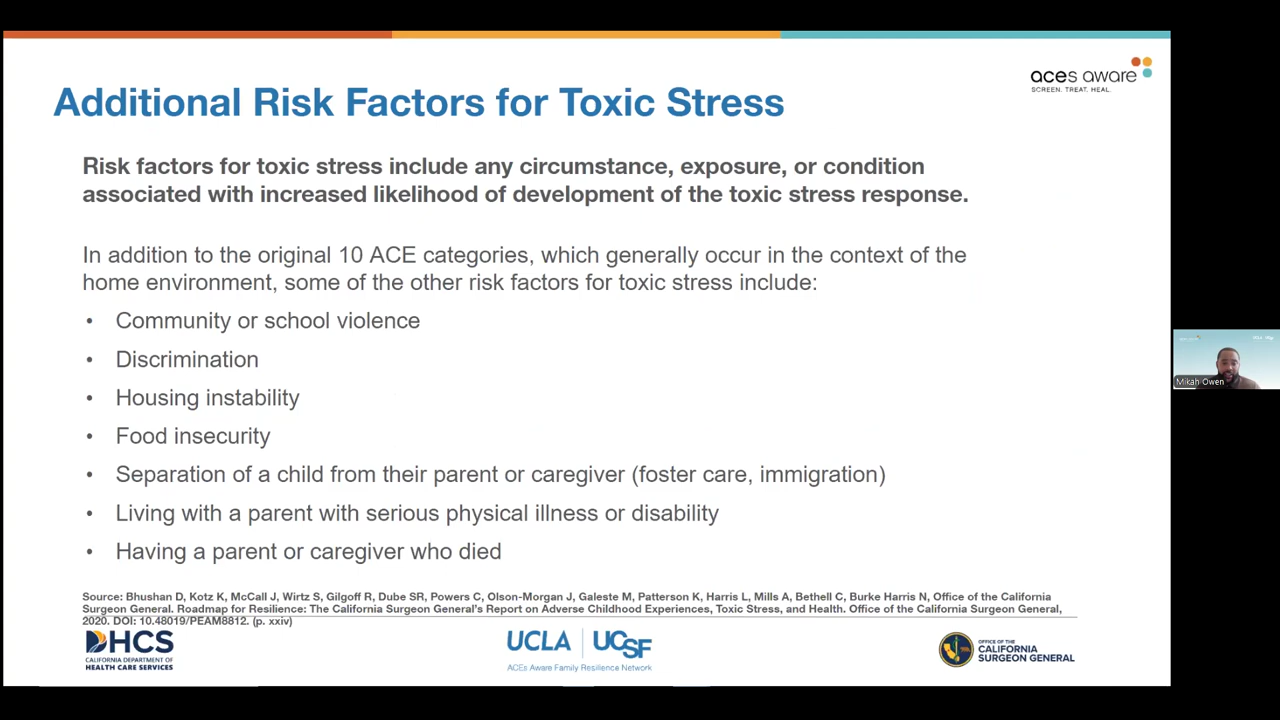 aces aware
SCREEN. TREAT. HEAL.
Additional Risk Factors for Toxic Stress
Risk factors for toxic stress include any circumstance, exposure, or condition
associated with increased likelihood of development of the toxic stress response.
In addition to the original 10 ACE categories, which generally occur in the context of the
home environment, some of the other risk factors for toxic stress include:
• Community or school violence
• Discrimination
• Housing instability
• Food insecurity
• Separation of a child from their parent or caregiver (foster care, immigration)
• Living with a parent with serious physical illness or disability
• Having a parent or caregiver who died
Mikah Owen
Source: Bhushan D, Kotz K, McCall J, Wirtz S, Gilgoff R, Dube SR, Powers C, Olson-Morgan J, Galeste M, Patterson K, Harris L, Mills A, Bethell C, Burke Harris N, Office of the California
Surgeon General. Roadmap for Resilience: The California Surgeon General's Report on Adverse Childhood Experiences, Toxic Stress, and Health. Office of the California Surgeon General,
2020. DOI: 10.48019/PEAM8812. (p. xxiv)
DHCS
CALIFORNIA DEPARTMENT OF
HEALTH CARE SERVICES
UCLA UCSF
ACEs Aware Family Resilience Network
OFFICE OF THE
CALIFORNIA
SURGEON GENERAL